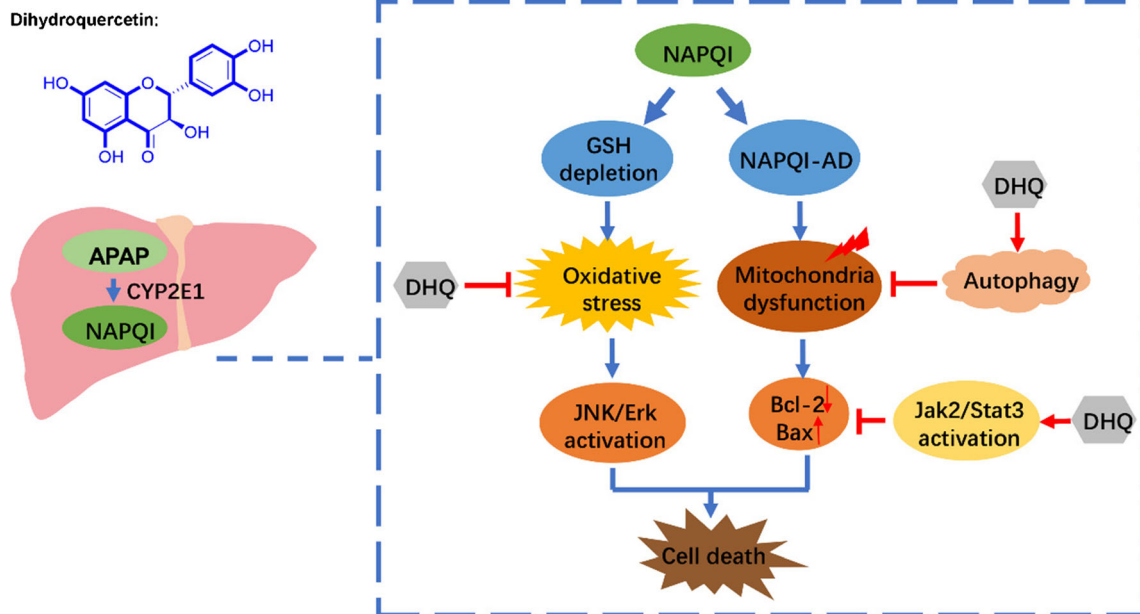 Dihydroquercetin:
OH
HO
O
OH
OH
OH
O
APAP
CYP2E1
NAPQI
NAPQI
GSH
depletion
NAPQI-AD
DHQ
DHQ
Oxidative
stress
Mitochondria
dysfunction
Autophagy
JNK/Erk
activation
Bcl-2
Bax
Jak2/Stat3
activation
DHQ
Cell death